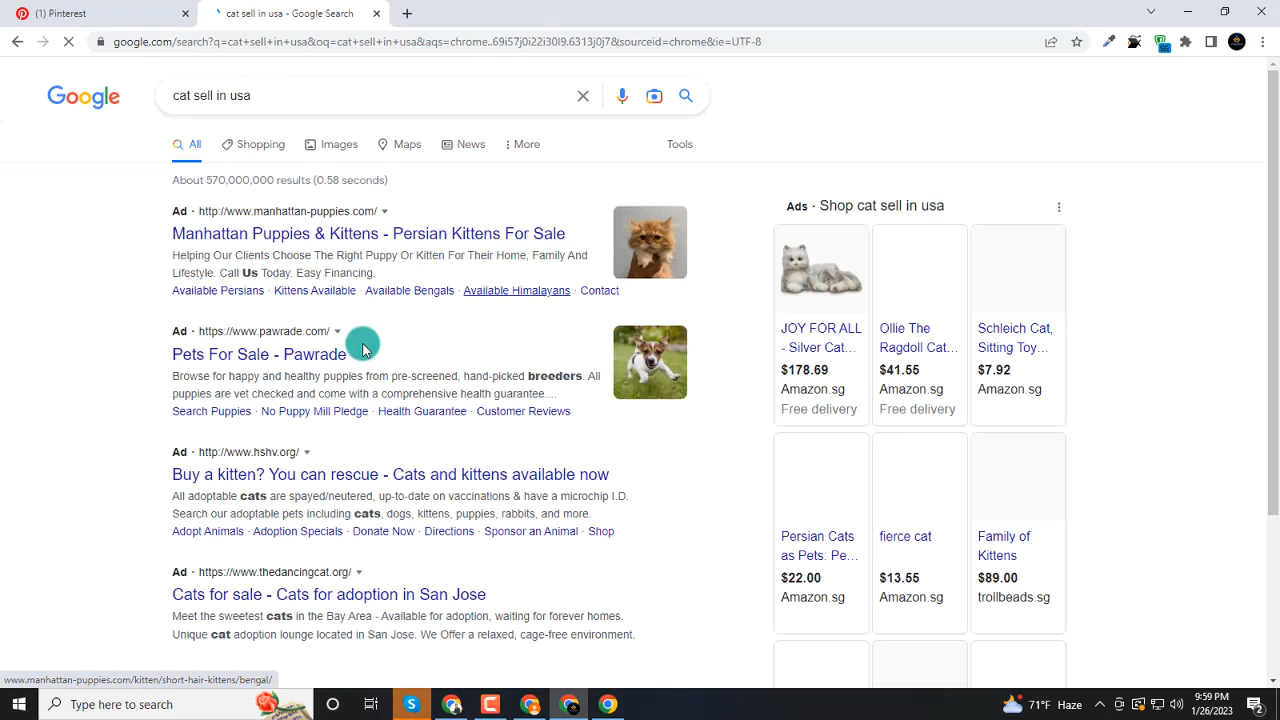 (1) Pinterest
cat sell in usa - Google Search
google.com/search?q=cat+sell+in+usa&oq=cat+sell+in+usa&aqs=chrome..69i57j0i22i30l9.6313j0j7&sourceid=chrome&ie=UTF-8
SG
Google
cat sell in usa
All
Shopping
Images
Maps
News
More
Tools
About 570,000,000 results (0.58 seconds)
Ad · http://www.manhattan-puppies.com/
Manhattan Puppies & Kittens - Persian Kittens For Sale
Helping Our Clients Choose The Right Puppy Or Kitten For Their Home, Family And
Lifestyle. Call Us Today. Easy Financing.
Available Persians · Kittens Available · Available Bengals · Available Himalayans · Contact
Ad · https://www.pawrade.com/
Pets For Sale - Pawrade
Browse for happy and healthy puppies from pre-screened, hand-picked breeders. All
puppies are vet checked and come with a comprehensive health guarantee....
Search Puppies · No Puppy Mill Pledge · Health Guarantee · Customer Reviews
Ad · http://www.hshv.org/
Buy a kitten? You can rescue - Cats and kittens available now
All adoptable cats are spayed/neutered, up-to-date on vaccinations & have a microchip I.D.
Search our adoptable pets including cats, dogs, kittens, puppies, rabbits, and more.
Adopt Animals · Adoption Specials · Donate Now · Directions · Sponsor an Animal · Shop
Ad · https://www.thedancingcat.org/
Cats for sale - Cats for adoption in San Jose
Meet the sweetest cats in the Bay Area - Available for adoption, waiting for forever homes.
Unique cat adoption lounge located in San Jose. We Offer a relaxed, cage-free environment.
Ads · Shop cat sell in usa
JOY FOR ALL
- Silver Cat...
$178.69
Amazon.sg
Free delivery
Ollie The
Ragdoll Cat...
$41.55
Amazon.sg
Free delivery
Schleich Cat,
Sitting Toy...
$7.92
Amazon.sg
Persian Cats
as Pets: Pe...
$22.00
Amazon.sg
fierce cat
$13.55
Amazon.sg
Family of
Kittens
$89.00
trollbeads.sg
www.manhattan-puppies.com/kitten/short-hair-kittens/bengal/
Type here to search
71°F Haze
9:59 PM
1/26/2023
2